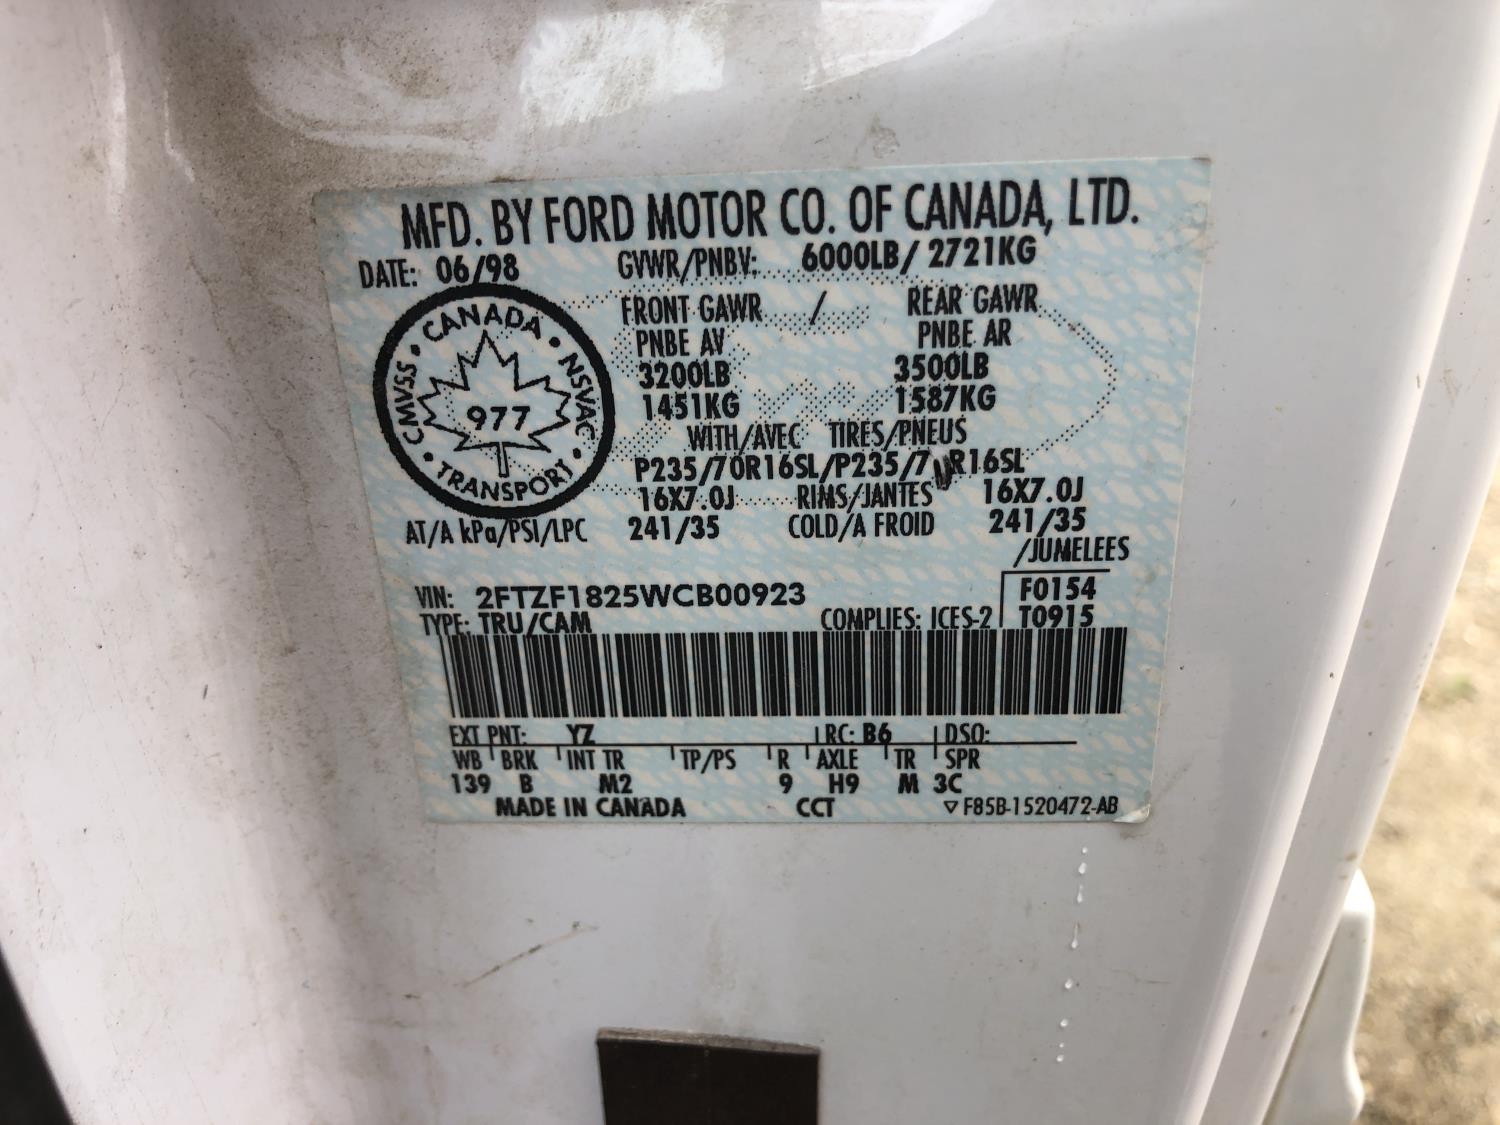 MFD. BY FORD MOTOR CO. OF CANADA, LTD.
DATE: 06/98 GVWR/PNBV: 6000LB/ 2721KG
CANADA
CMVSS • NSVAC
977
TRANSPORT
FRONT GAWR / REAR GAWR
PNBE AV PNBE AR
3200LB 3500LB
1451KG 1587KG
WITH/AVEC TIRES/PNEUS
P235/70R16SL/P235/7 R16SL
16X7.0J RIMS/JANTES 16X7.0J
AT/A kPa/PSI/LPC 241/35 COLD/A FROID 241/35
/JUMELEES
VIN: 2FTZF1825WCB00923 F0154
TYPE: TRU/CAM COMPLIES: ICES-2 T0915
EXT PNT: YZ RC: B6 DSO:
WB BRK INT TR TP/PS R AXLE TR SPR
139 B M2 9 H9 M 3C
MADE IN CANADA CCT ▽ F85B-1520472-AB